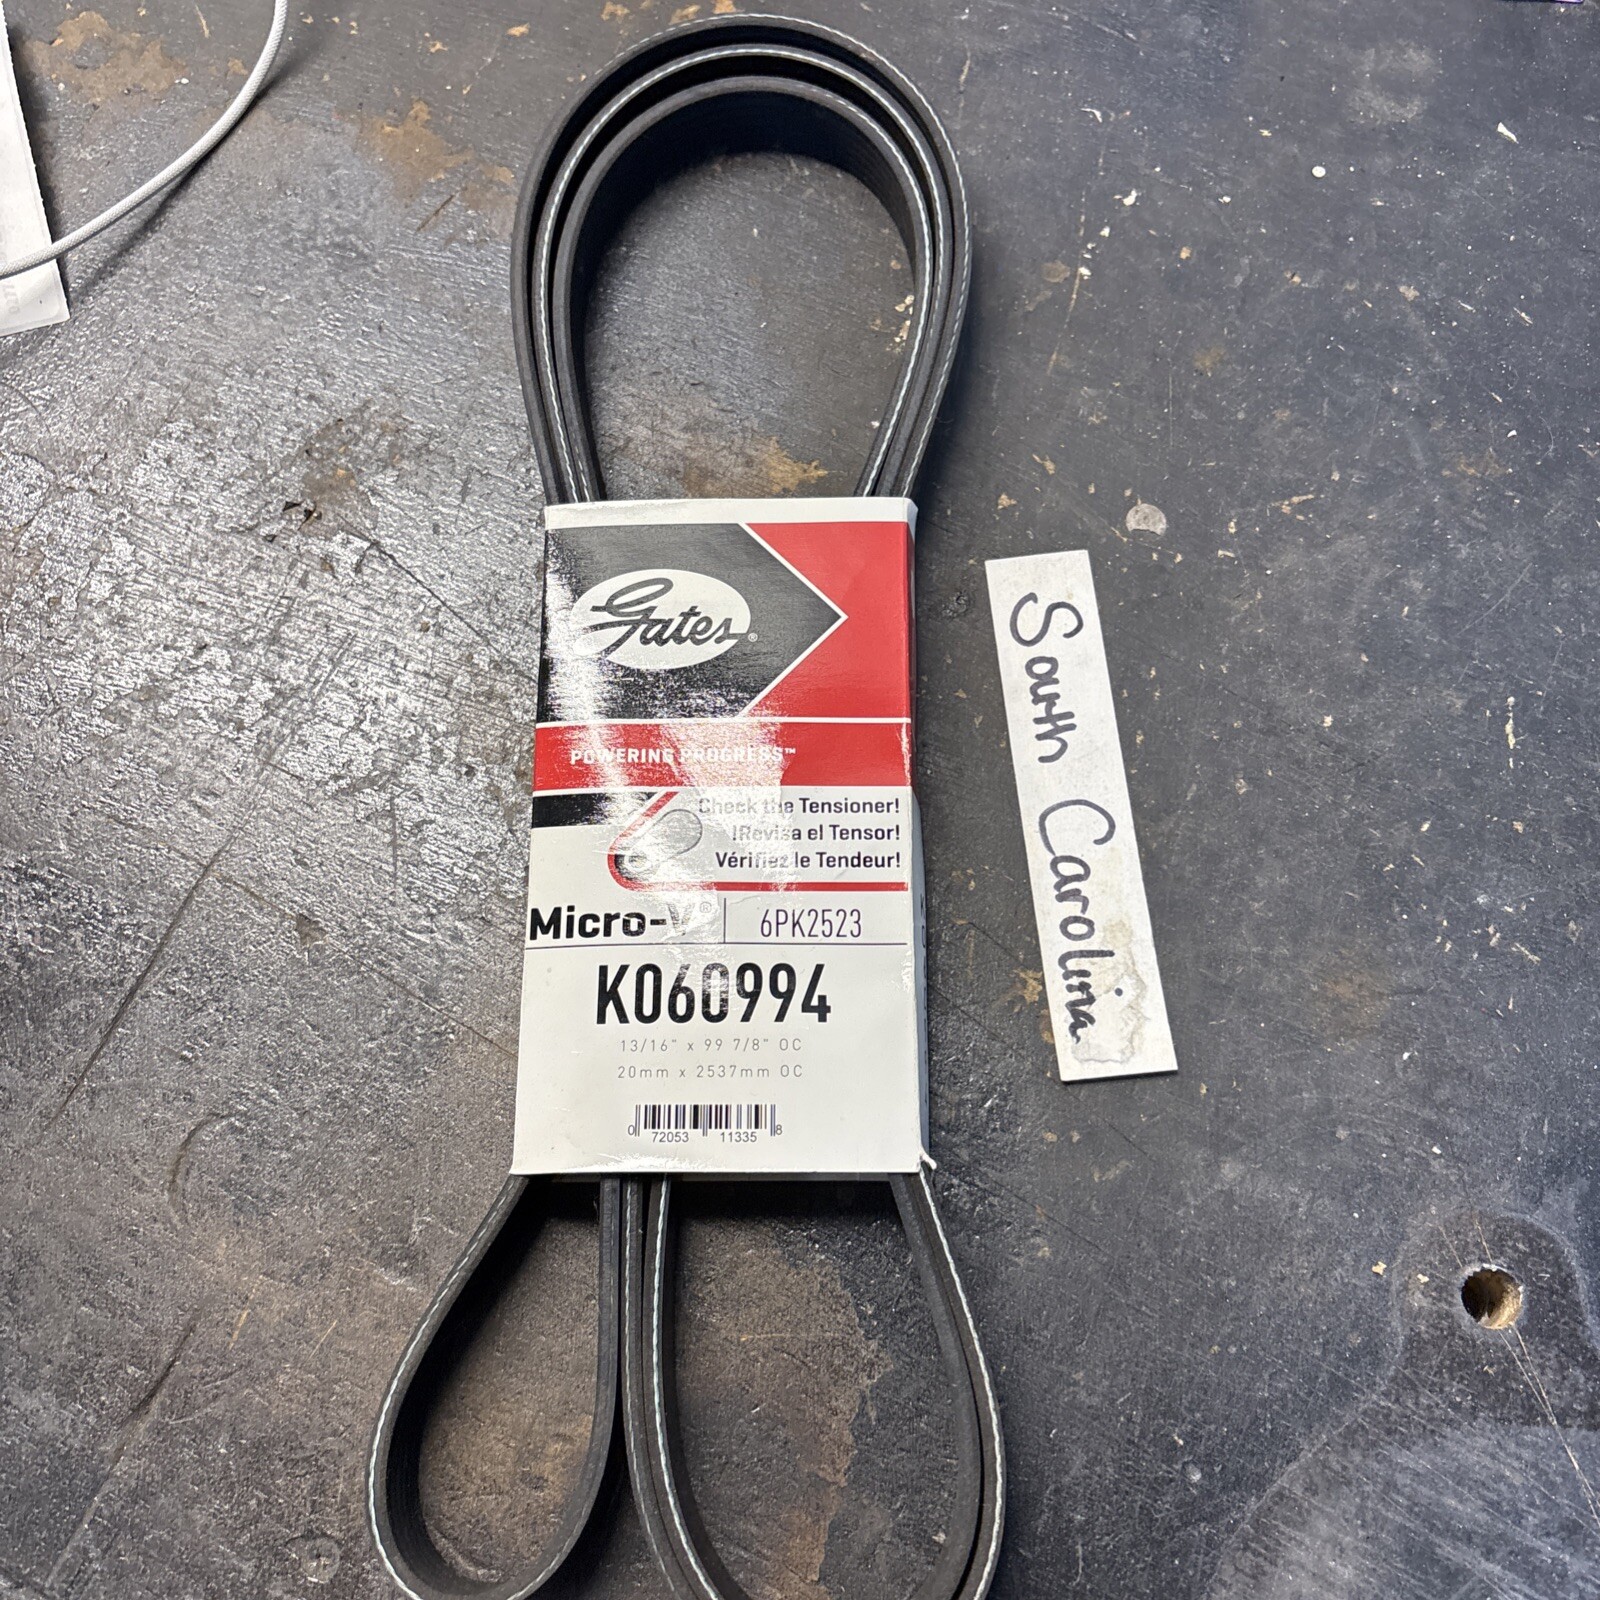 Gates®
POWERING PROGRESS™
Check the Tensioner!
!Revisa el Tensor!
Vérifiez le Tendeur!
Micro-V® 6PK2523
K060994
13/16" x 99 7/8" OC
20mm x 2537mm OC
0 72053 11335 8
South Carolina